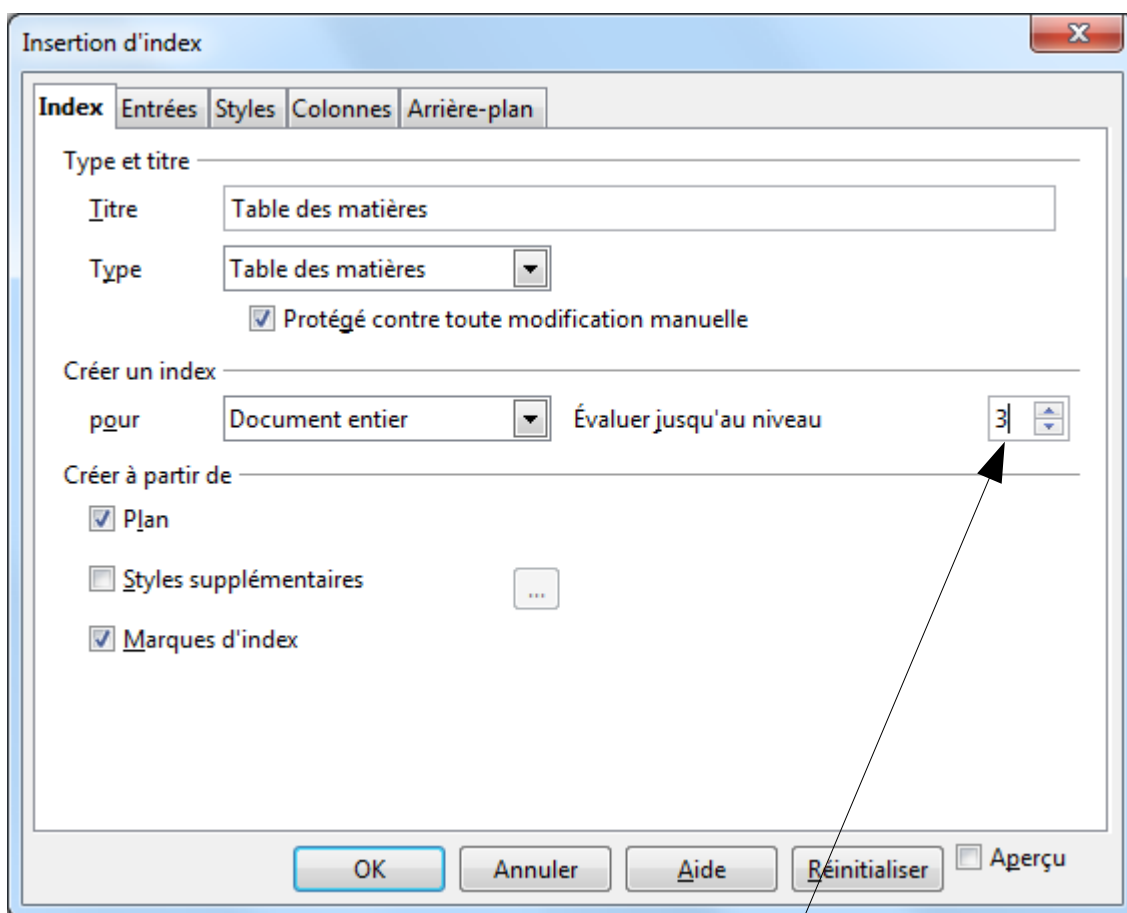 Insertion d'index
Index Entrées Styles Colonnes Arrière-plan
Type et titre
Titre Table des matières
Type Table des matières
Protégé contre toute modification manuelle
Créer un index
pour Document entier Évaluer jusqu'au niveau 3
Créer à partir de
Plan
Styles supplémentaires ...
Marques d'index
OK Annuler Aide Réinitialiser Aperçu